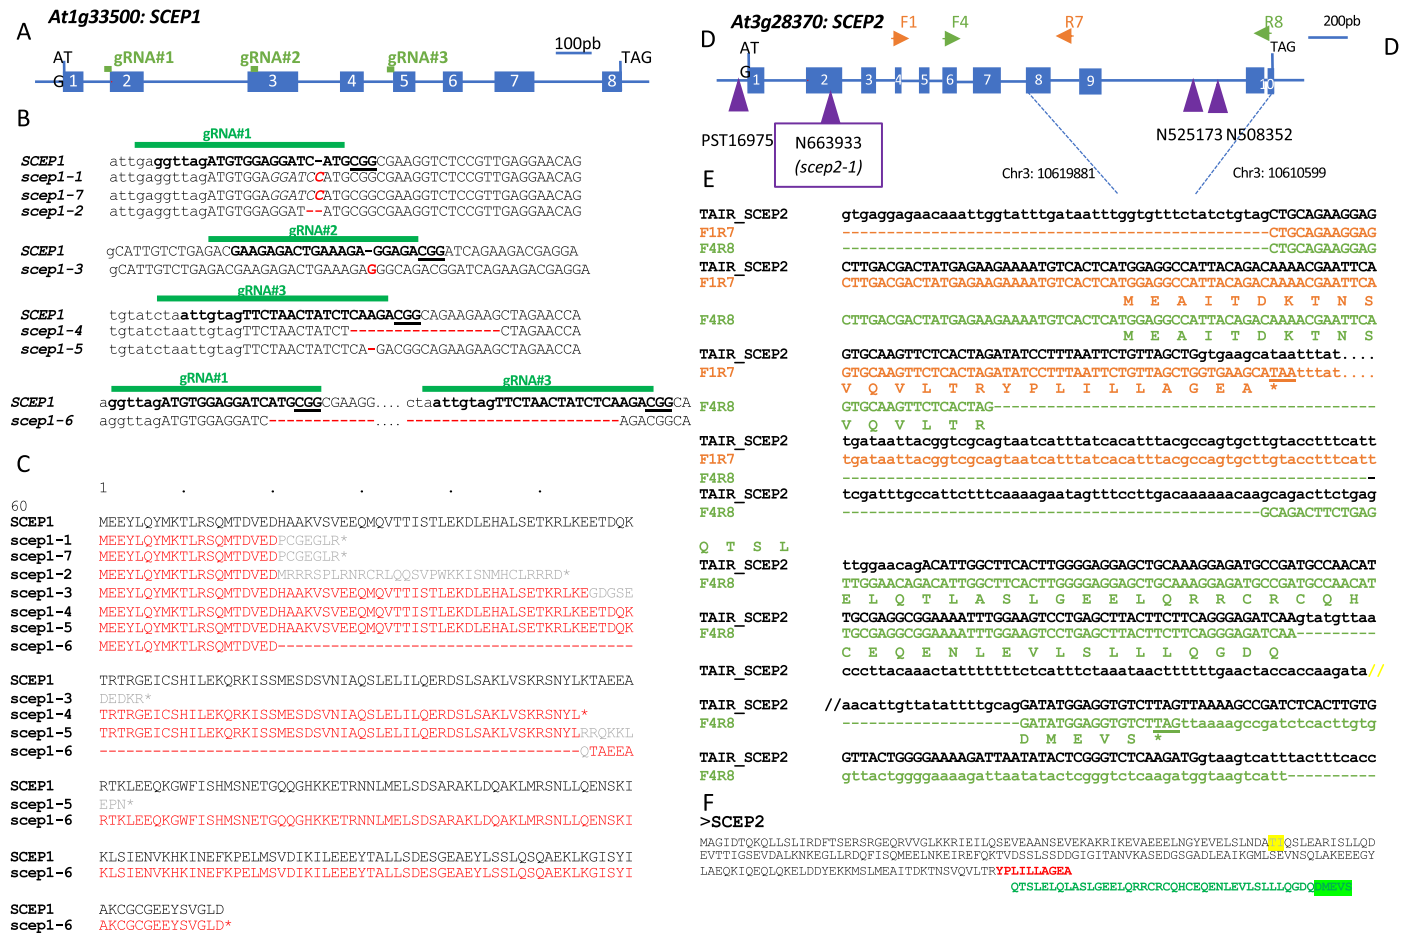 At1g33500: SCEP1
A
AT
G
gRNA#1
gRNA#2
gRNA#3
100pb
TAG
1 2 3 4 5 6 7 8
B
gRNA#1
SCEP1 attgaggttagATGTGGAGGATC-ATGCGGCGAAGGTCTCCGTTGAGGAACAG
scep1-1 attgaggttagATGTGGAGGATCCATGCGGCGAAGGTCTCCGTTGAGGAACAG
scep1-7 attgaggttagATGTGGAGGATCCATGCGGCGAAGGTCTCCGTTGAGGAACAG
scep1-2 attgaggttagATGTGGAGGAT--ATGCGGCGAAGGTCTCCGTTGAGGAACAG
gRNA#2
SCEP1 gCATTGTCTGAGACGAAGAGACTGAAAGA-GGAGACGGATCAGAAGACGAGGA
scep1-3 gCATTGTCTGAGACGAAGAGACTGAAAGAGGGCAGACGGATCAGAAGACGAGGA
gRNA#3
SCEP1 tgtatctaattgtagTTCTAACTATCTCAAGACGGCAGAAGAAGCTAGAACCA
scep1-4 tgtatctaattgtagTTCTAACTATCT-----------------CTAGAACCA
scep1-5 tgtatctaattgtagTTCTAACTATCTCA-GACGGCAGAAGAAGCTAGAACCA
gRNA#1 gRNA#3
SCEP1 aggttagATGTGGAGGATCATGCGGCGAAGG.... ctaattgtagTTCTAACTATCTCAAGACGGCA
scep1-6 aggttagATGTGGAGGATC------------....------------------------AGACGGCA
C
1 . . . . .
60
SCEP1 MEEYLQYMKTLRSQMTDVEDHAAKVSVEEQMQVTTISTLEKDLEHALSETKRLKEETDQK
scep1-1 MEEYLQYMKTLRSQMTDVEDPCGEGLR*
scep1-7 MEEYLQYMKTLRSQMTDVEDPCGEGLR*
scep1-2 MEEYLQYMKTLRSQMTDVEDMRRRSPLRNRCRLQQSVPWKKISNMHCLRRRD*
scep1-3 MEEYLQYMKTLRSQMTDVEDHAAKVSVEEQMQVTTISTLEKDLEHALSETKRLKEGDGSE
scep1-4 MEEYLQYMKTLRSQMTDVEDHAAKVSVEEQMQVTTISTLEKDLEHALSETKRLKEETDQK
scep1-5 MEEYLQYMKTLRSQMTDVEDHAAKVSVEEQMQVTTISTLEKDLEHALSETKRLKEETDQK
scep1-6 MEEYLQYMKTLRSQMTDVED----------------------------------------
SCEP1 TRTRGEICSHILEKQRKISSMESDSVNIAQSLELILQERDSLSAKLVSKRSNYLKTAEEA
scep1-3 DEDKR*
scep1-4 TRTRGEICSHILEKQRKISSMESDSVNIAQSLELILQERDSLSAKLVSKRSNYL*
scep1-5 TRTRGEICSHILEKQRKISSMESDSVNIAQSLELILQERDSLSAKLVSKRSNYLRRQKKL
scep1-6 ------------------------------------------------------QTAEEA
SCEP1 RTKLEEQKGWFISHMSNETGQQGHKKETRNNLMELSDSARAKLDQAKLMRSNLLQENSKI
scep1-5 EPN*
scep1-6 RTKLEEQKGWFISHMSNETGQQGHKKETRNNLMELSDSARAKLDQAKLMRSNLLQENSKI
SCEP1 KLSIENVKHKINEFKPELMSVDIKILEEEYTALLSDESGEAEYLSSLQSQAEKLKGISYI
scep1-6 KLSIENVKHKINEFKPELMSVDIKILEEEYTALLSDESGEAEYLSSLQSQAEKLKGISYI
SCEP1 AKCGCGEEYSVGLD
scep1-6 AKCGCGEEYSVGLD*
At3g28370: SCEP2
D
AT
G
F1 F4 R7 R8
200pb
TAG
D
1 2 3 4 5 6 7 8 9 10
PST16975
N663933
(scep2-1)
N525173 N508352
Chr3: 10619881
Chr3: 10610599
E
TAIR_SCEP2 gtgaggagaacaaattggtatttgataatttggtgtttctatctgtagCTGCAGAAGGAG
F1R7 ------------------------------------------------CTGCAGAAGGAG
F4R8 ------------------------------------------------CTGCAGAAGGAG
TAIR_SCEP2 CTTGACGACTATGAGAAGAAAATGTCACTCATGGAGGCCATTACAGACAAAACGAATTCA
F1R7 CTTGACGACTATGAGAAGAAAATGTCACTCATGGAGGCCATTACAGACAAAACGAATTCA
M E A I T D K T N S
F4R8 CTTGACGACTATGAGAAGAAAATGTCACTCATGGAGGCCATTACAGACAAAACGAATTCA
M E A I T D K T N S
TAIR_SCEP2 GTGCAAGTTCTCACTAGATATCCTTTAATTCTGTTAGCTGgtgaagcataatttat....
F1R7 GTGCAAGTTCTCACTAGATATCCTTTAATTCTGTTAGCTGGTGAAGCATAAtttat....
V Q V L T R Y P L I L L A G E A *
F4R8 GTGCAAGTTCTCACTAG-------------------------------------------
V Q V L T R
TAIR_SCEP2 tgataattacggtcgcagtaatcatttatcacatttacgccagtgcttgtacctttcatt
F1R7 tgataattacggtcgcagtaatcatttatcacatttacgccagtgcttgtacctttcatt
F4R8 ------------------------------------------------------------
TAIR_SCEP2 tcgatttgccattctttcaaaagaatagtttccttgacaaaaaacaagcagacttctgag
F4R8 -----------------------------------------------GCAGACTTCTGAG
Q T S L
TAIR_SCEP2 ttggaacagACATTGGCTTCACTTGGGGAGGAGCTGCAAAGGAGATGCCGATGCCAACAT
F4R8 TTGGAACAGACATTGGCTTCACTTGGGGAGGAGCTGCAAAGGAGATGCCGATGCCAACAT
E L Q T L A S L G E E L Q R R C R C Q H
TAIR_SCEP2 TGCGAGGCGGAAAATTTGGAAGTCCTGAGCTTACTTCTTCAGGGAGATCAAgtatgttaa
F4R8 TGCGAGGCGGAAAATTTGGAAGTCCTGAGCTTACTTCTTCAGGGAGATCAA---------
C E Q E N L E V L S L L L Q G D Q
TAIR_SCEP2 cccttacaaactatttttttctcatttctaaataactttttttgaactaccaccaagata//
TAIR_SCEP2 //aacattgttatattttgcagGATATGGAGGTGTCTTAGTTAAAAGCCGATCTCACTTGTG
F4R8 --------------------GATATGGAGGTGTCTTAGttaaaagccgatctcacttgtg
D M E V S *
TAIR_SCEP2 GTTACTGGGGAAAAGATTAATATACTCGGGTCTCAAGATGgtaagtcatttactttcacc
F4R8 gttactggggaaaagattaatatactcgggtctcaagatggtaagtcatt----------
F
>SCEP2
MAGIDTQKQLLSLIRDFTSERSRGEQRVVGLKKRIEILQSEVEAANSEVEKAKRIKEVAEEELNGYEVELSLNDATIQSLEARISLLQD
EVTTIGSEVDALKNKEGLLRDQFISQMEELNKEIREFQKTVDSSLSSDDGIGITANVKASEDGSGADLEAIKGMLSEVNSQLAKEEEGY
LAEQKIQEQLQKELDDYEKKMSLMEAITDKTNSVQVLTRYPLILLAGEA
QTSLELQLASLGEELQRRCRCQHCEQENLEVLSLLLQGDQDMEVS